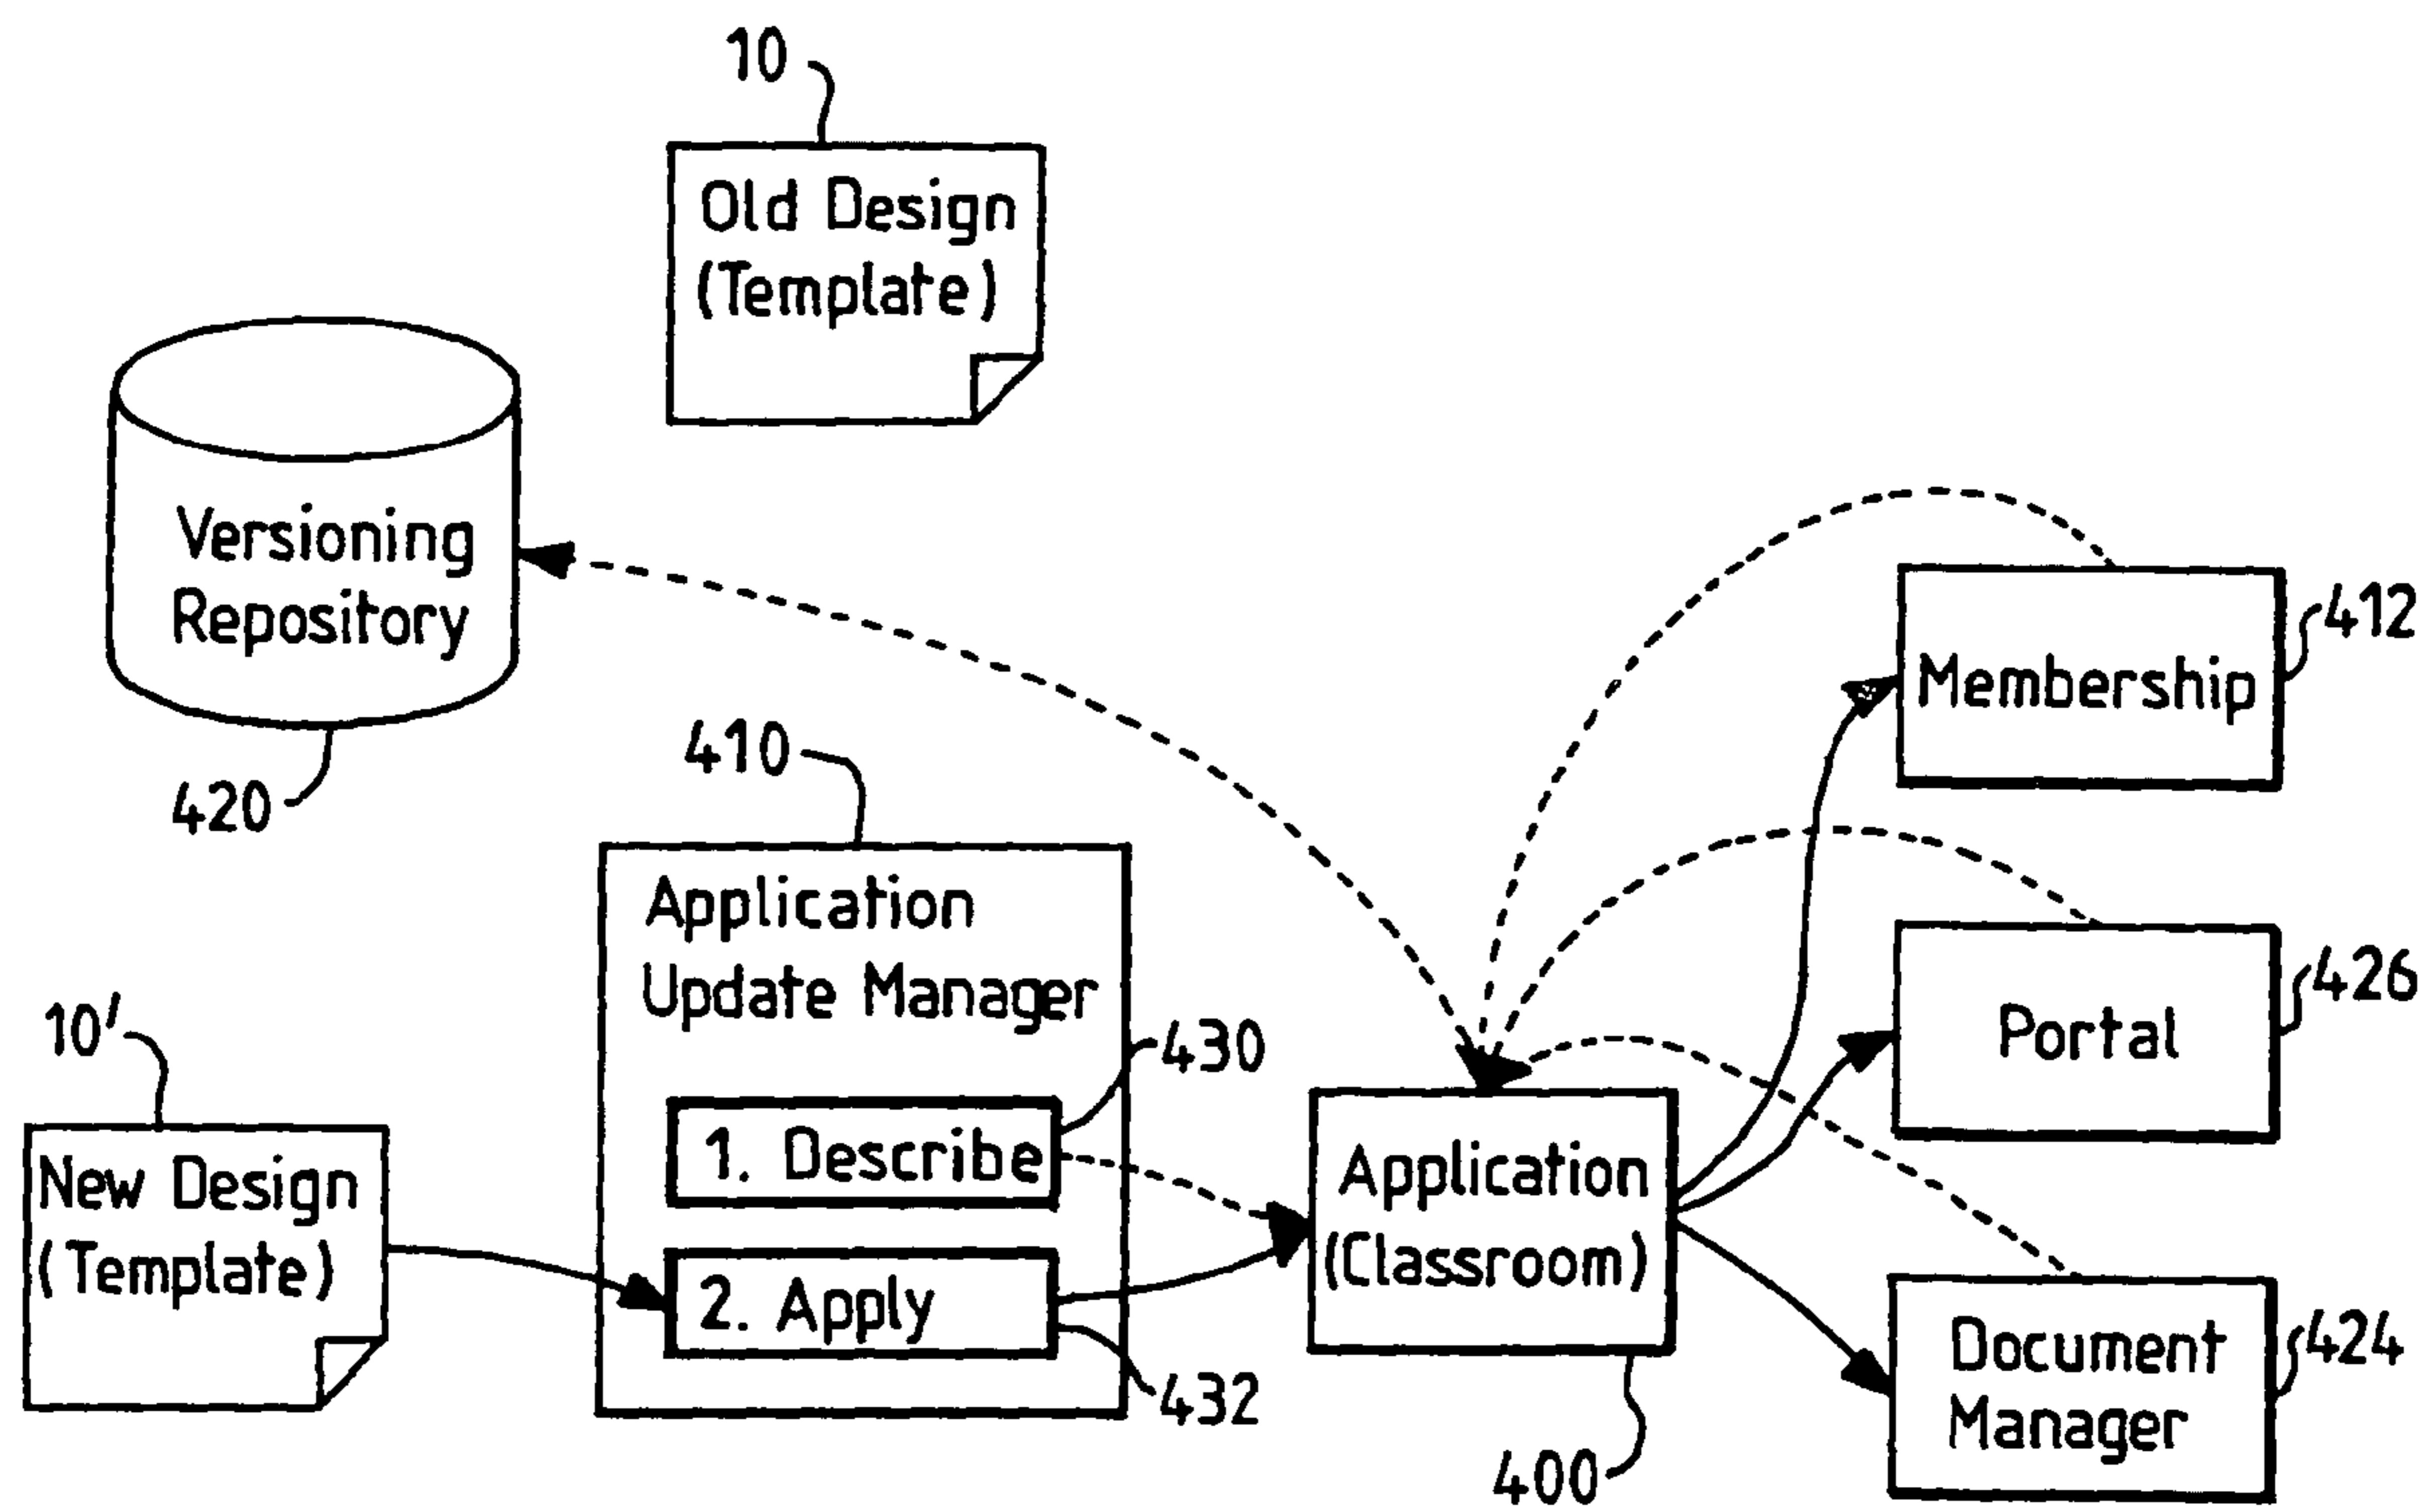 10
Old Design
(Template)
Versioning
Repository
420
412
Membership
410
Application
Update Manager
430
1. Describe
2. Apply
432
10'
New Design
(Template)
426
Portal
Application
(Classroom)
400
424
Document
Manager